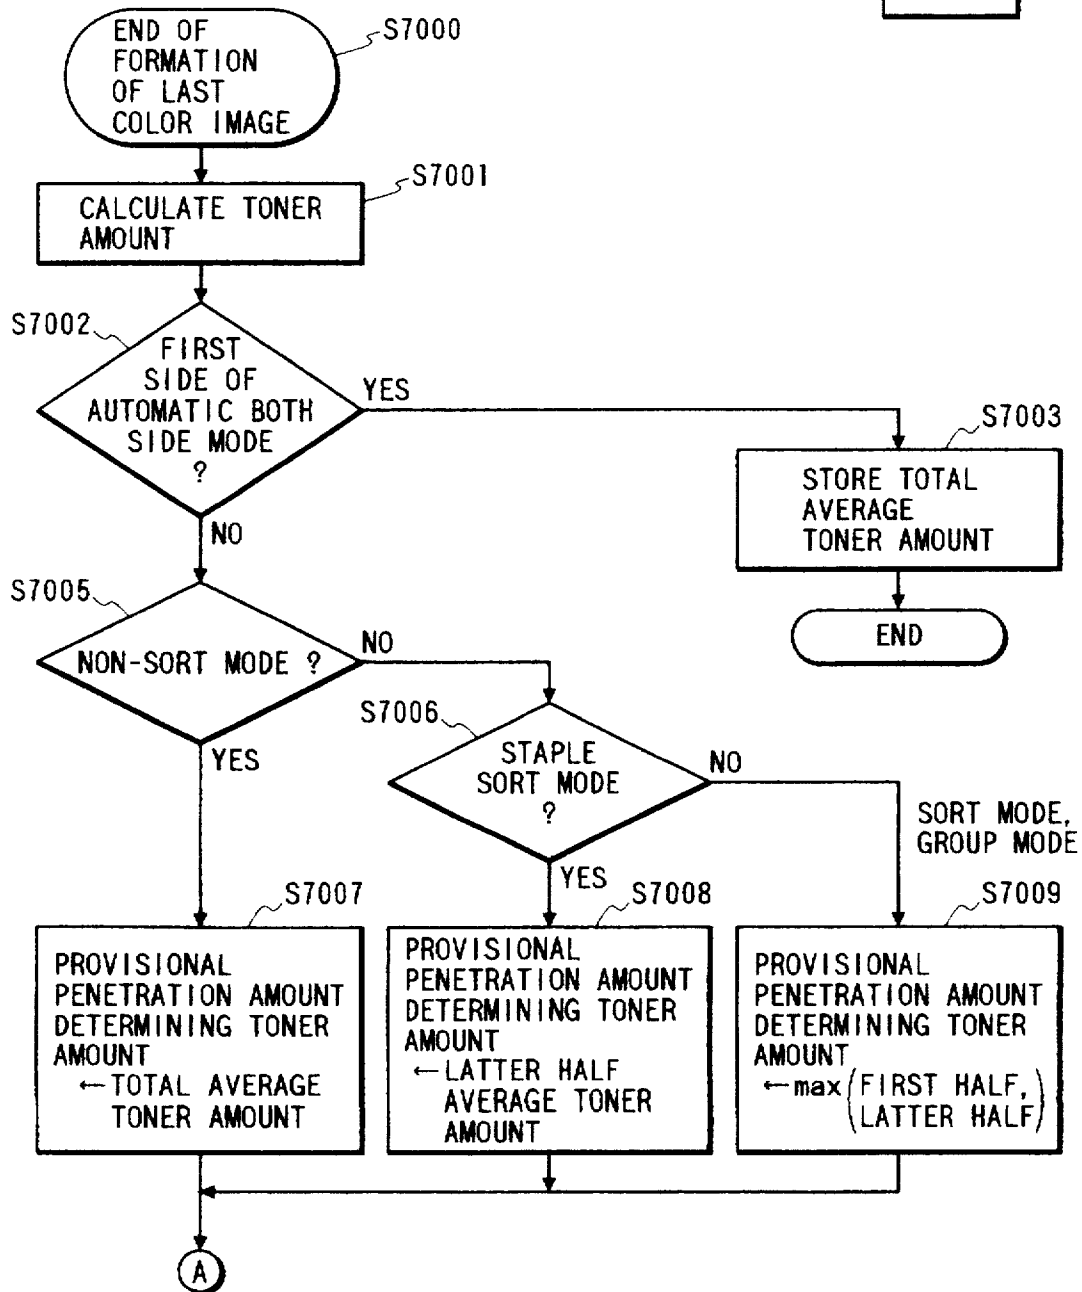 END OF
FORMATION
OF LAST
COLOR IMAGE
S7000
CALCULATE TONER
AMOUNT
S7001
S7002
FIRST
SIDE OF
AUTOMATIC BOTH
SIDE MODE
?
YES
NO
S7003
STORE TOTAL
AVERAGE
TONER AMOUNT
END
S7005
NON-SORT MODE ?
NO
YES
S7006
STAPLE
SORT MODE
?
NO
YES
SORT MODE,
GROUP MODE
S7007
PROVISIONAL
PENETRATION AMOUNT
DETERMINING TONER
AMOUNT
←TOTAL AVERAGE
TONER AMOUNT
S7008
PROVISIONAL
PENETRATION AMOUNT
DETERMINING TONER
AMOUNT
←LATTER HALF
AVERAGE TONER
AMOUNT
S7009
PROVISIONAL
PENETRATION AMOUNT
DETERMINING TONER
AMOUNT
←max(FIRST HALF,
LATTER HALF)
A